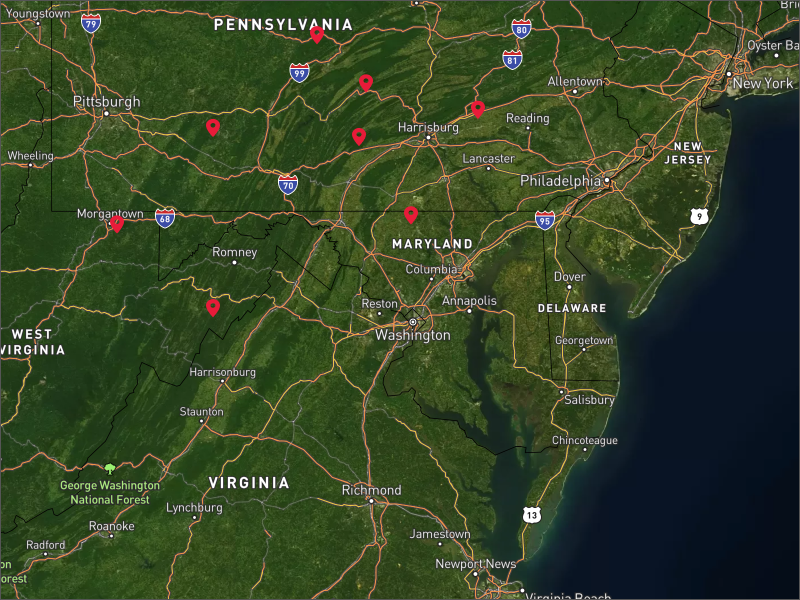 Youngstown
79
PENNSYLVANIA
80
Oyster Ba
81
99
Allentown
New York
Pittsburgh
Reading
Harrisburg
NEW
JERSEY
Wheeling
Lancaster
Philadelphia
70
Morgantown
68
95
9
MARYLAND
Romney
Columbia
Dover
Reston
Annapolis
DELAWARE
WEST
VIRGINIA
Washington
Georgetown
Harrisonburg
Salisbury
Staunton
Chincoteague
George Washington
National Forest
VIRGINIA
Richmond
Lynchburg
13
Roanoke
Jamestown
Radford
Newport News
on
orest
Virginia Beach